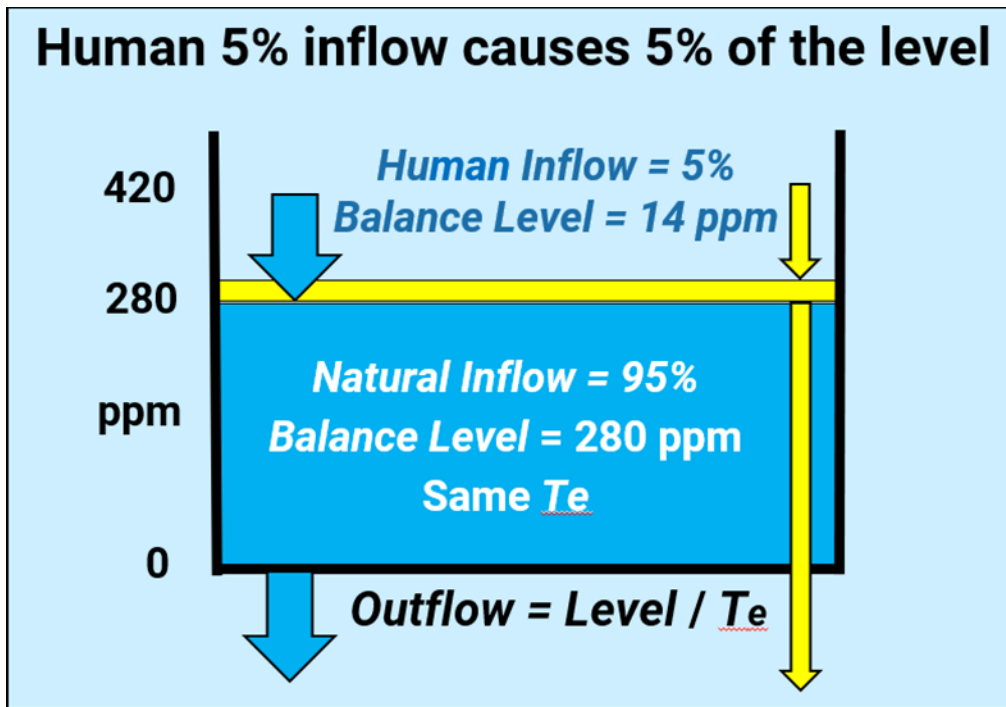 Human 5% inflow causes 5% of the level
420
Human Inflow = 5%
Balance Level = 14 ppm
280
Natural Inflow = 95%
ppm
Balance Level = 280 ppm
Same Te
0
Outflow = Level / Te